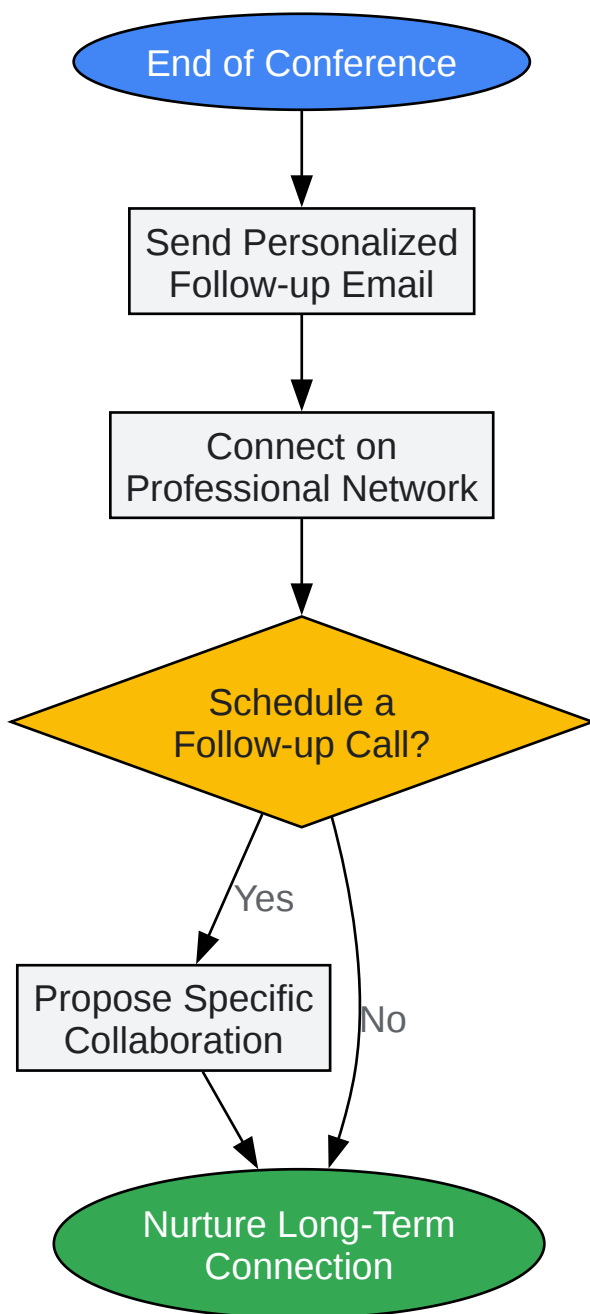 End of Conference
Send Personalized
Follow-up Email
Connect on
Professional Network
Schedule a
Follow-up Call?
Yes
Propose Specific
Collaboration
No
Nurture Long-Term
Connection